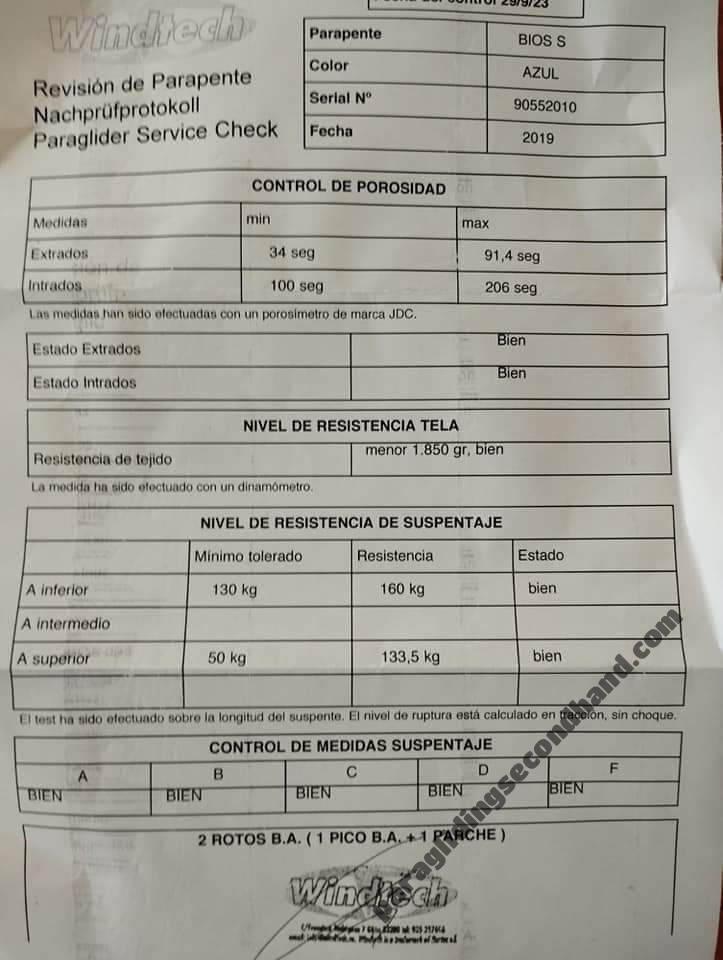 29/9/23
Windtech
Revisión de Parapente
Nachprüfprotokoll
Paraglider Service Check
Parapente BIOS S
Color AZUL
Serial Nº 90552010
Fecha 2019
CONTROL DE POROSIDAD
Medidas min max
Extrados 34 seg 91,4 seg
Intrados 100 seg 206 seg
Las medidas han sido efectuadas con un porosímetro de marca JDC.
Estado Extrados Bien
Estado Intrados Bien
NIVEL DE RESISTENCIA TELA
Resistencia de tejido menor 1.850 gr, bien
La medida ha sido efectuado con un dinamómetro.
NIVEL DE RESISTENCIA DE SUSPENTAJE
Mínimo tolerado Resistencia Estado
A inferior 130 kg 160 kg bien
A intermedio
A superior 50 kg 133,5 kg bien
El test ha sido efectuado sobre la longitud del suspente. El nivel de ruptura está calculado en tracción, sin choque.
CONTROL DE MEDIDAS SUSPENTAJE
A B C D F
BIEN BIEN BIEN BIEN BIEN
2 ROTOS B.A. ( 1 PICO B.A. + 1 PARCHE )
Windtech
paraglidingsecondhand.com